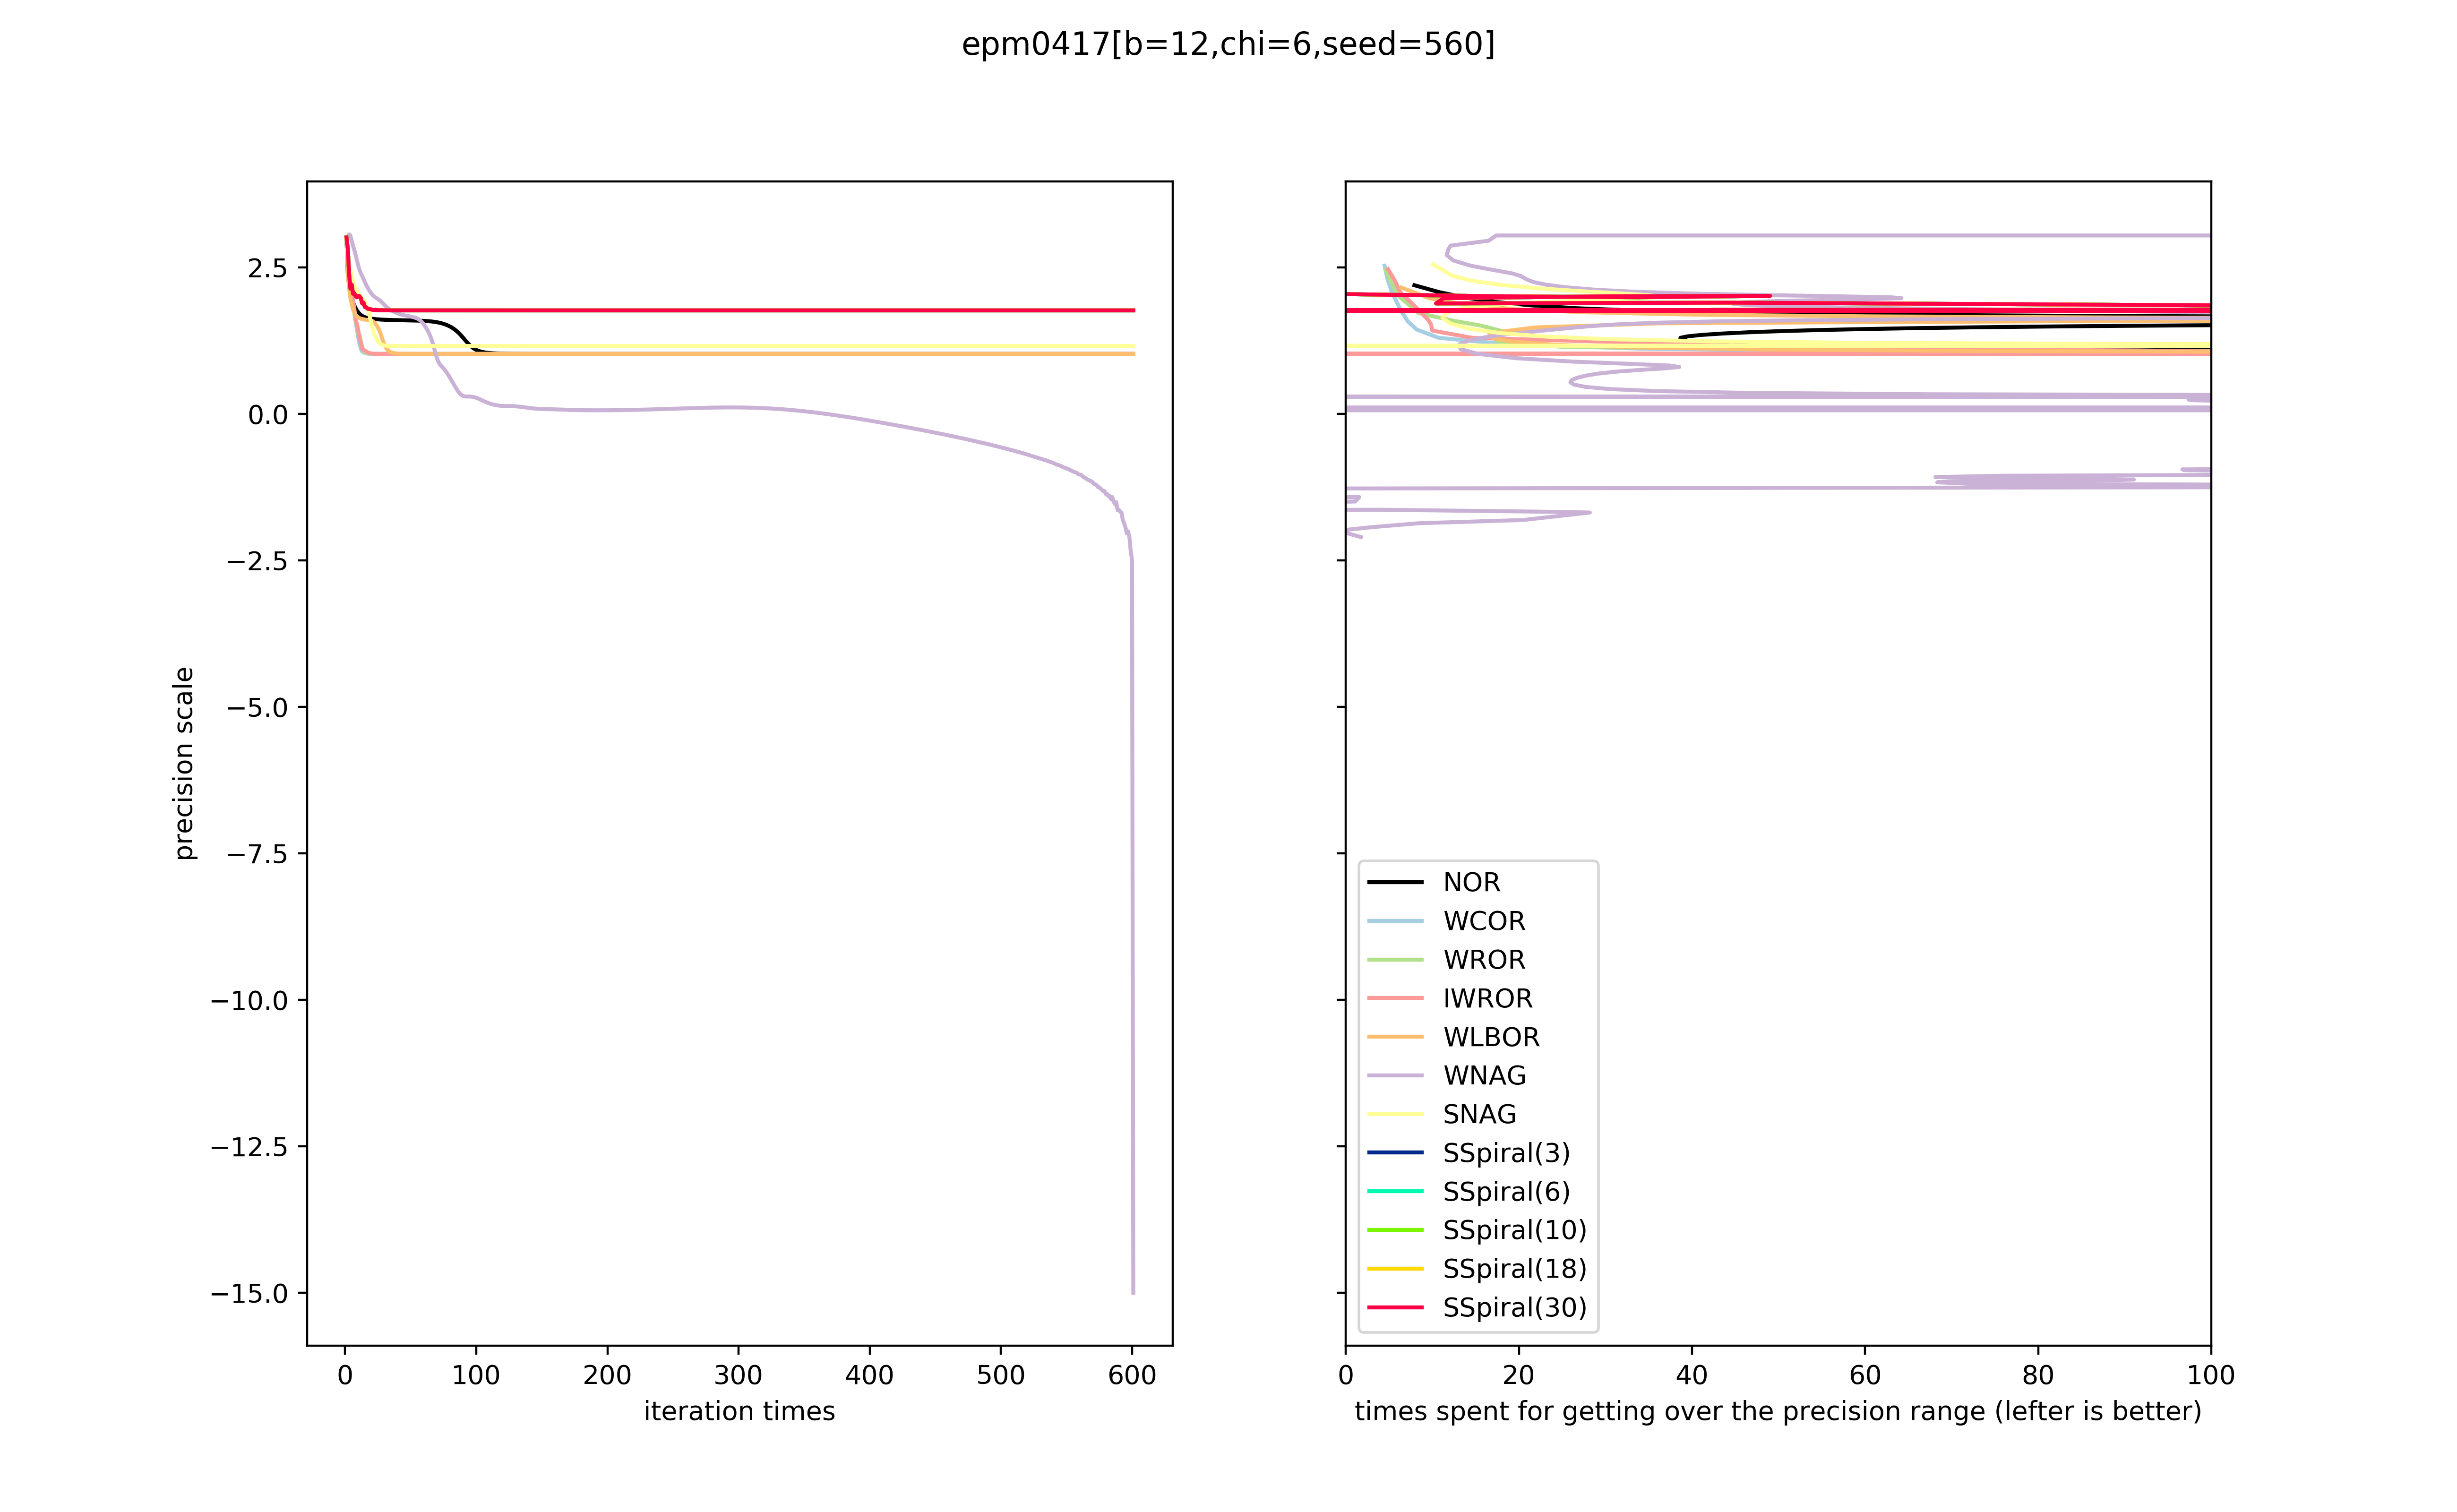 epm0417[b=12,chi=6,seed=560]
precision scale
2.5
0.0
−2.5
−5.0
−7.5
−10.0
−12.5
−15.0
0 100 200 300 400 500 600
iteration times
NOR
WCOR
WROR
IWROR
WLBOR
WNAG
SNAG
SSpiral(3)
SSpiral(6)
SSpiral(10)
SSpiral(18)
SSpiral(30)
0 20 40 60 80 100
times spent for getting over the precision range (lefter is better)